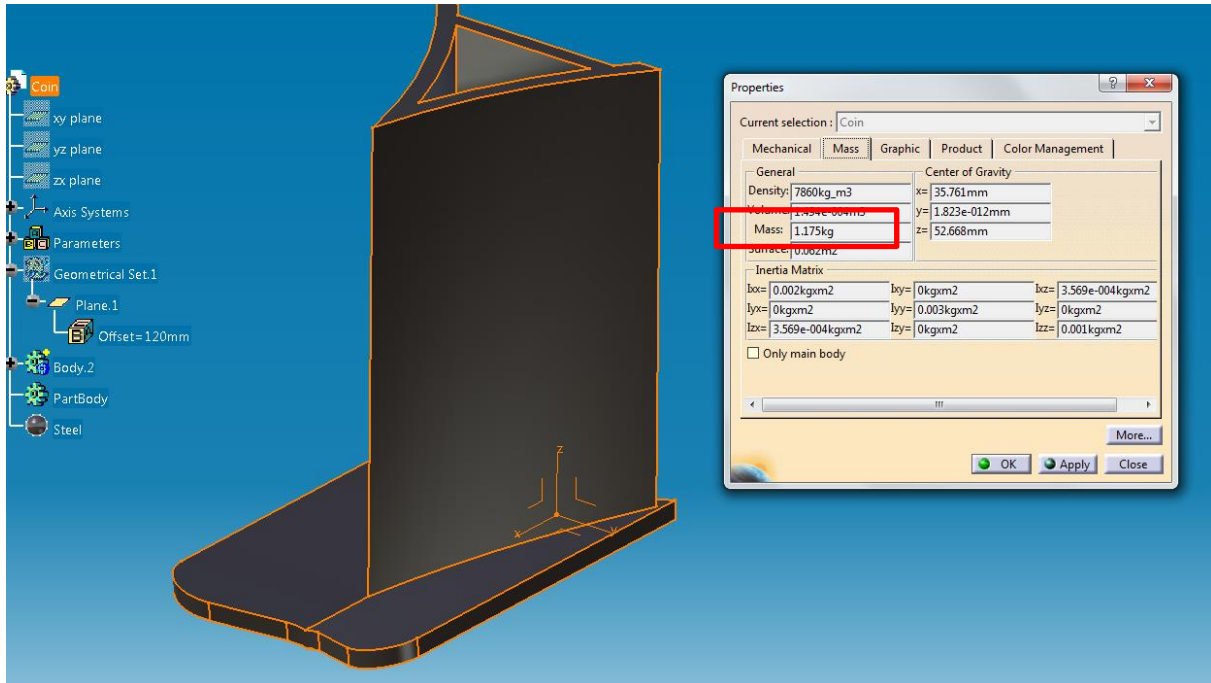 Coin
xy plane
yz plane
zx plane
Axis Systems
Parameters
Geometrical Set.1
Plane.1
Offset=120mm
Body.2
PartBody
Steel
z
x
y
Properties
Current selection : Coin
Mechanical Mass Graphic Product Color Management
General Center of Gravity
Density: 7860kg_m3 x= 35.761mm
y= 1.823e-012mm
Mass: 1.175kg z= 52.668mm
Surface: 0.062m2
Inertia Matrix
Ixx= 0.002kgxm2 Ixy= 0kgxm2 Ixz= 3.569e-004kgxm2
Iyx= 0kgxm2 Iyy= 0.003kgxm2 Iyz= 0kgxm2
Izx= 3.569e-004kgxm2 Izy= 0kgxm2 Izz= 0.001kgxm2
Only main body
More...
OK Apply Close